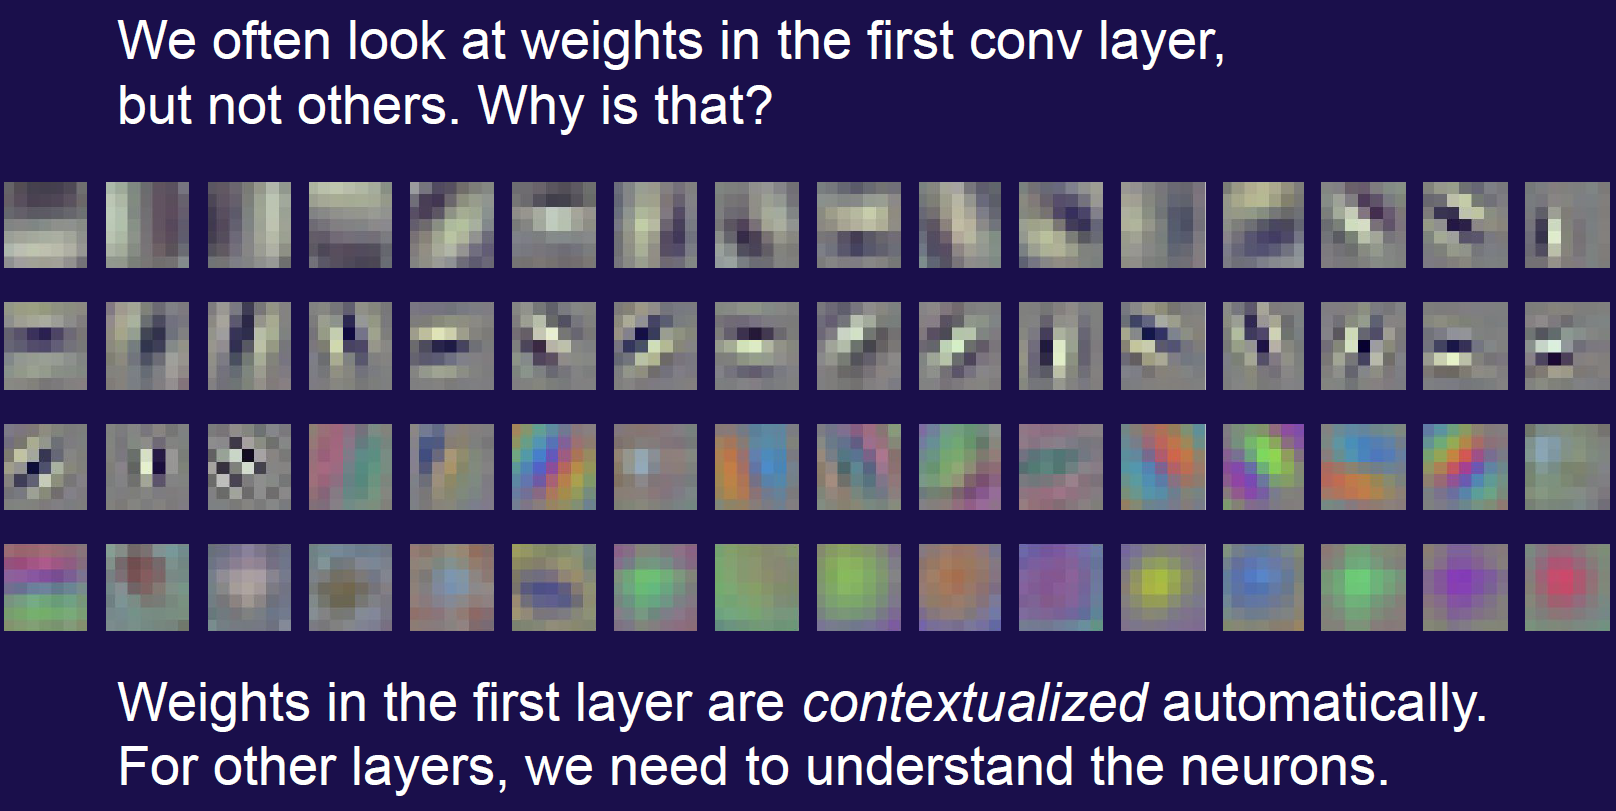 We often look at weights in the first conv layer,
but not others. Why is that?
Weights in the first layer are contextualized automatically.
For other layers, we need to understand the neurons.